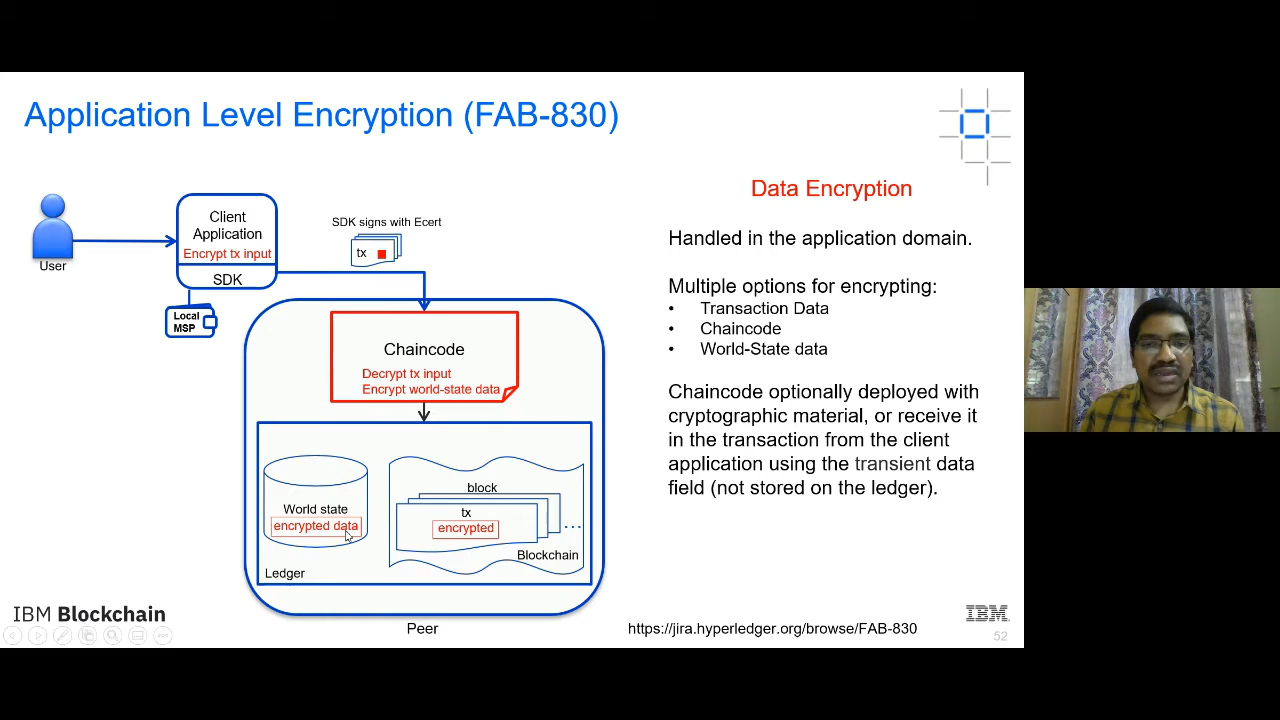 Application Level Encryption (FAB-830)
User
Client
Application
Encrypt tx input
SDK
Local
MSP
SDK signs with Ecert
tx
Chaincode
Decrypt tx input
Encrypt world-state data
World state
encrypted data
Ledger
block
tx
encrypted
...
Blockchain
Peer
Data Encryption
Handled in the application domain.
Multiple options for encrypting:
• Transaction Data
• Chaincode
• World-State data
Chaincode optionally deployed with
cryptographic material, or receive it
in the transaction from the client
application using the transient data
field (not stored on the ledger).
IBM Blockchain
https://jira.hyperledger.org/browse/FAB-830
IBM
52